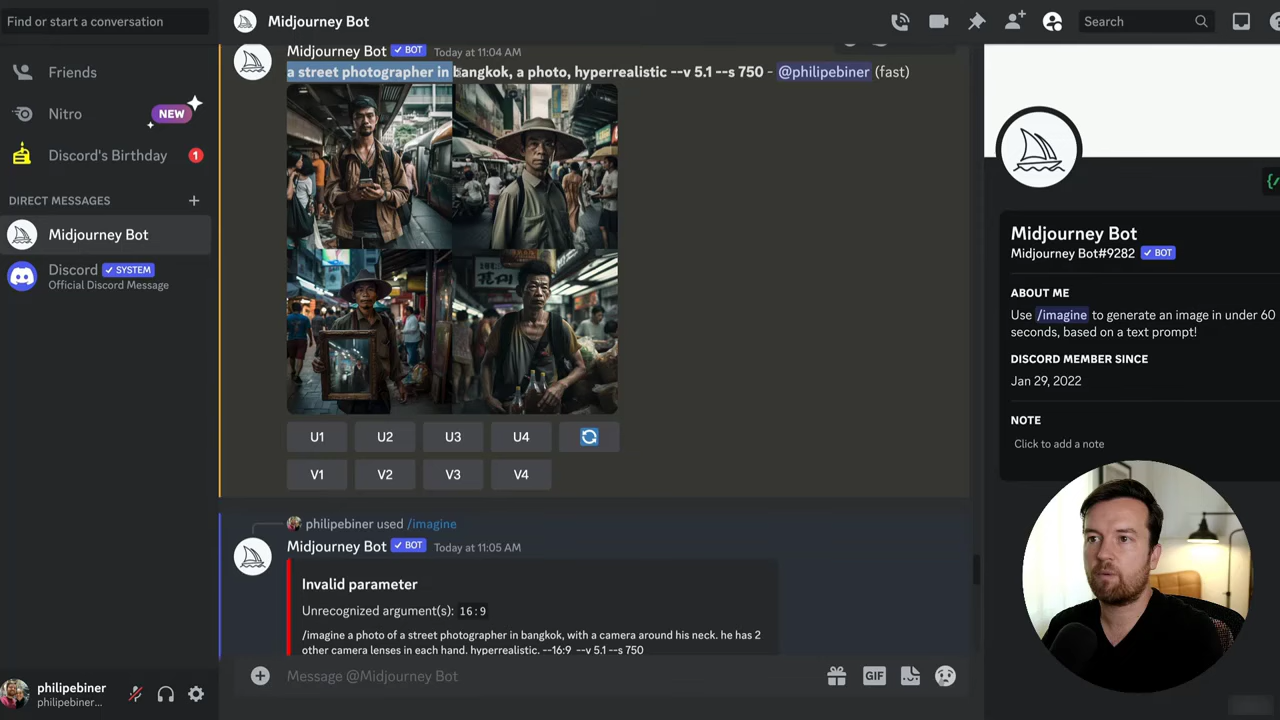 Find or start a conversation
Midjourney Bot
Search
Friends
Nitro
NEW
Discord's Birthday
1
DIRECT MESSAGES
Midjourney Bot
Discord
SYSTEM
Official Discord Message
Midjourney Bot BOT Today at 11:04 AM
a street photographer in bangkok, a photo, hyperrealistic --v 5.1 --s 750 - @philipebiner (fast)
U1 U2 U3 U4
V1 V2 V3 V4
philipebiner used /imagine
Midjourney Bot BOT Today at 11:05 AM
Invalid parameter
Unrecognized argument(s): 16:9
/imagine a photo of a street photographer in bangkok, with a camera around his neck. he has 2
other camera lenses in each hand. hyperrealistic. --16:9 --v 5.1 --s 750
Message @Midjourney Bot
GIF
philipebiner
philipebiner...
Midjourney Bot
Midjourney Bot#9282 BOT
ABOUT ME
Use /imagine to generate an image in under 60
seconds, based on a text prompt!
DISCORD MEMBER SINCE
Jan 29, 2022
NOTE
Click to add a note